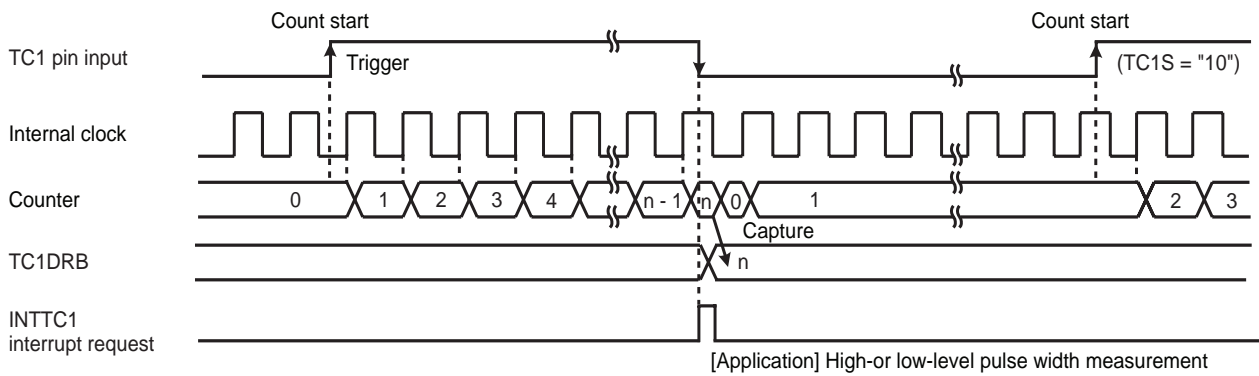 Count start
Count start
TC1 pin input
Trigger
(TC1S = "10")
Internal clock
Counter
0
1
2
3
4
n - 1
n
0
1
2
3
Capture
TC1DRB
n
INTTC1
interrupt request
[Application] High-or low-level pulse width measurement